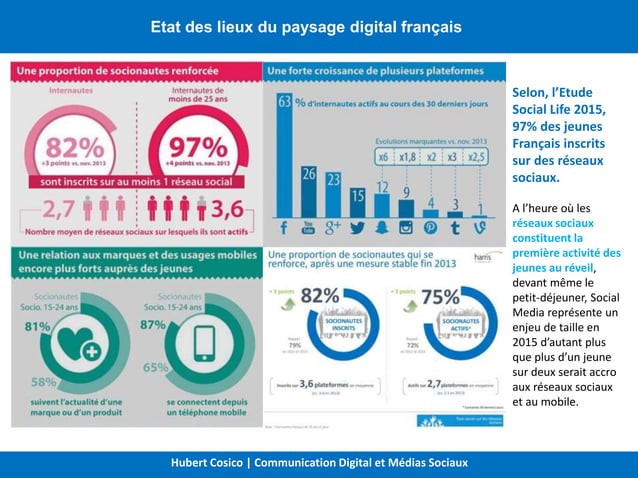 Etat des lieux du paysage digital français
Une proportion de socionautes renforcée
Internautes
Internautes de
moins de 25 ans
82%
+3 points vs. nov. 2013
97%
+4 points vs. nov. 2013
sont inscrits sur au moins 1 réseau social
2,7
3,6
Nombre moyen de réseaux sociaux sur lesquels ils sont actifs
Une forte croissance de plusieurs plateformes
63
% d'internautes actifs au cours des 30 derniers jours
Evolutions marquantes vs. nov. 2013
x6 x1,8 x2 x3 x2,5
26
23
15
12
9
4
3
1
You
Tube
Une relation aux marques et des usages mobiles
encore plus forts auprès des jeunes
Socionautes
Socio. 15-24 ans
81%
58%
suivent l'actualité d'une
marque ou d'un produit
Socionautes
Socio. 15-24 ans
87%
65%
se connectent depuis
un téléphone mobile
Une proportion de socionautes qui se
renforce, après une mesure stable fin 2013
harris
+ 3 points
82%
SOCIONAUTES
INSCRITS
Rappel
79%
+ 3 points
75%
SOCIONAUTES
ACTIFS*
Rappel
72%
Inscrits sur 3,6 plateformes en moyenne
Actifs sur 2,7 plateformes en moyenne
Selon, l'Etude
Social Life 2015,
97% des jeunes
Français inscrits
sur des réseaux
sociaux.
A l'heure où les
réseaux sociaux
constituent la
première activité des
jeunes au réveil,
devant même le
petit-déjeuner, Social
Media représente un
enjeu de taille en
2015 d'autant plus
que plus d'un jeune
sur deux serait accro
aux réseaux sociaux
et au mobile.
Hubert Cosico | Communication Digital et Médias Sociaux